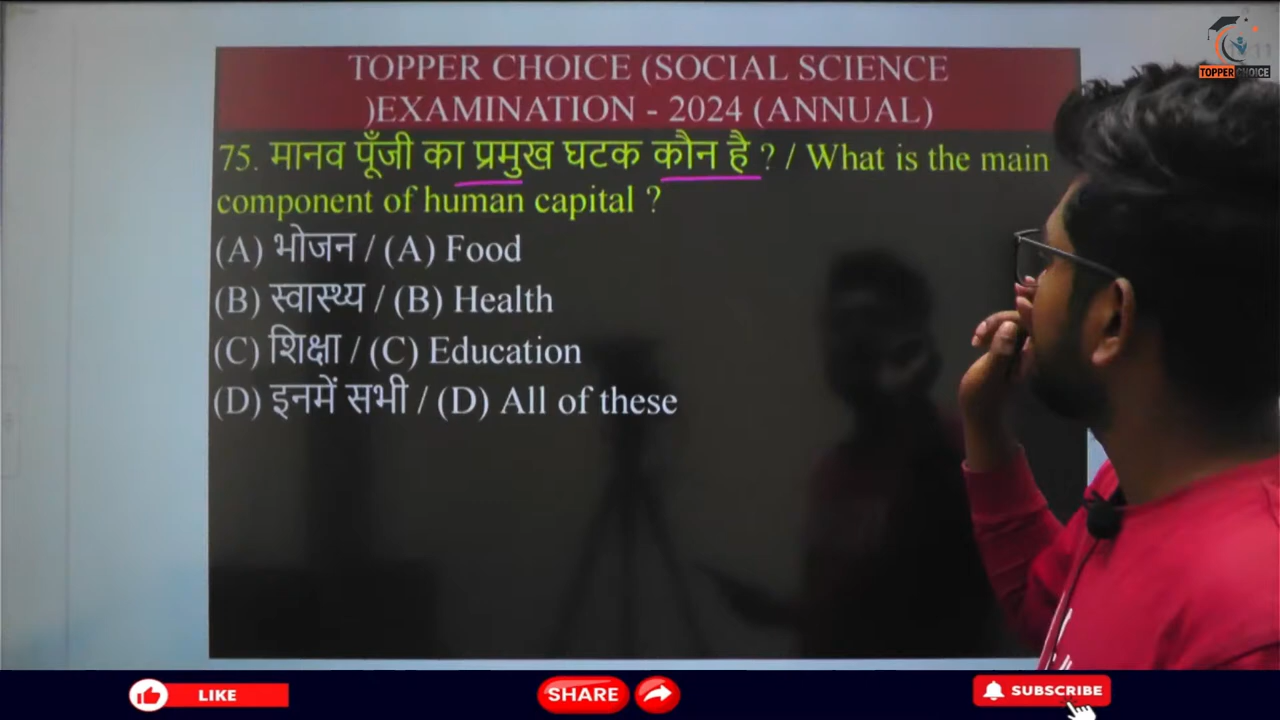 TOPPER CHOICE
TOPPER CHOICE (SOCIAL SCIENCE
)EXAMINATION - 2024 (ANNUAL)
75. मानव पूँजी का प्रमुख घटक कौन है ? / What is the main
component of human capital ?
(A) भोजन / (A) Food
(B) स्वास्थ्य / (B) Health
(C) शिक्षा / (C) Education
(D) इनमें सभी / (D) All of these
LIKE
SHARE
SUBSCRIBE